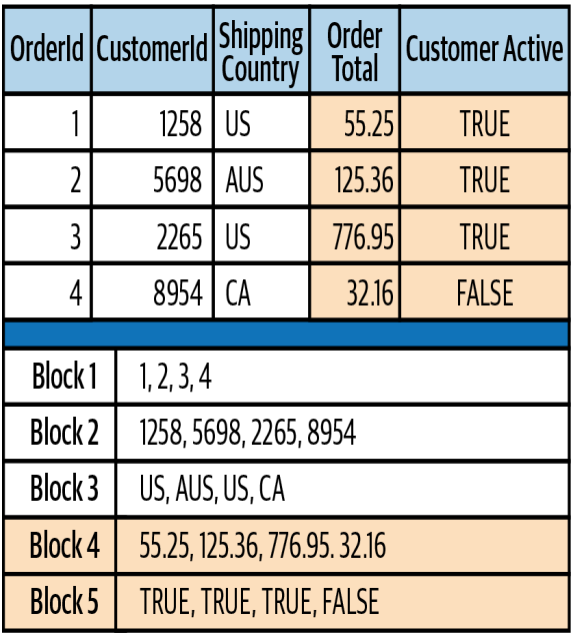 OrderId CustomerId Shipping Country Order Total Customer Active
1 1258 US 55.25 TRUE
2 5698 AUS 125.36 TRUE
3 2265 US 776.95 TRUE
4 8954 CA 32.16 FALSE
Block 1 1, 2, 3, 4
Block 2 1258, 5698, 2265, 8954
Block 3 US, AUS, US, CA
Block 4 55.25, 125.36, 776.95. 32.16
Block 5 TRUE, TRUE, TRUE, FALSE